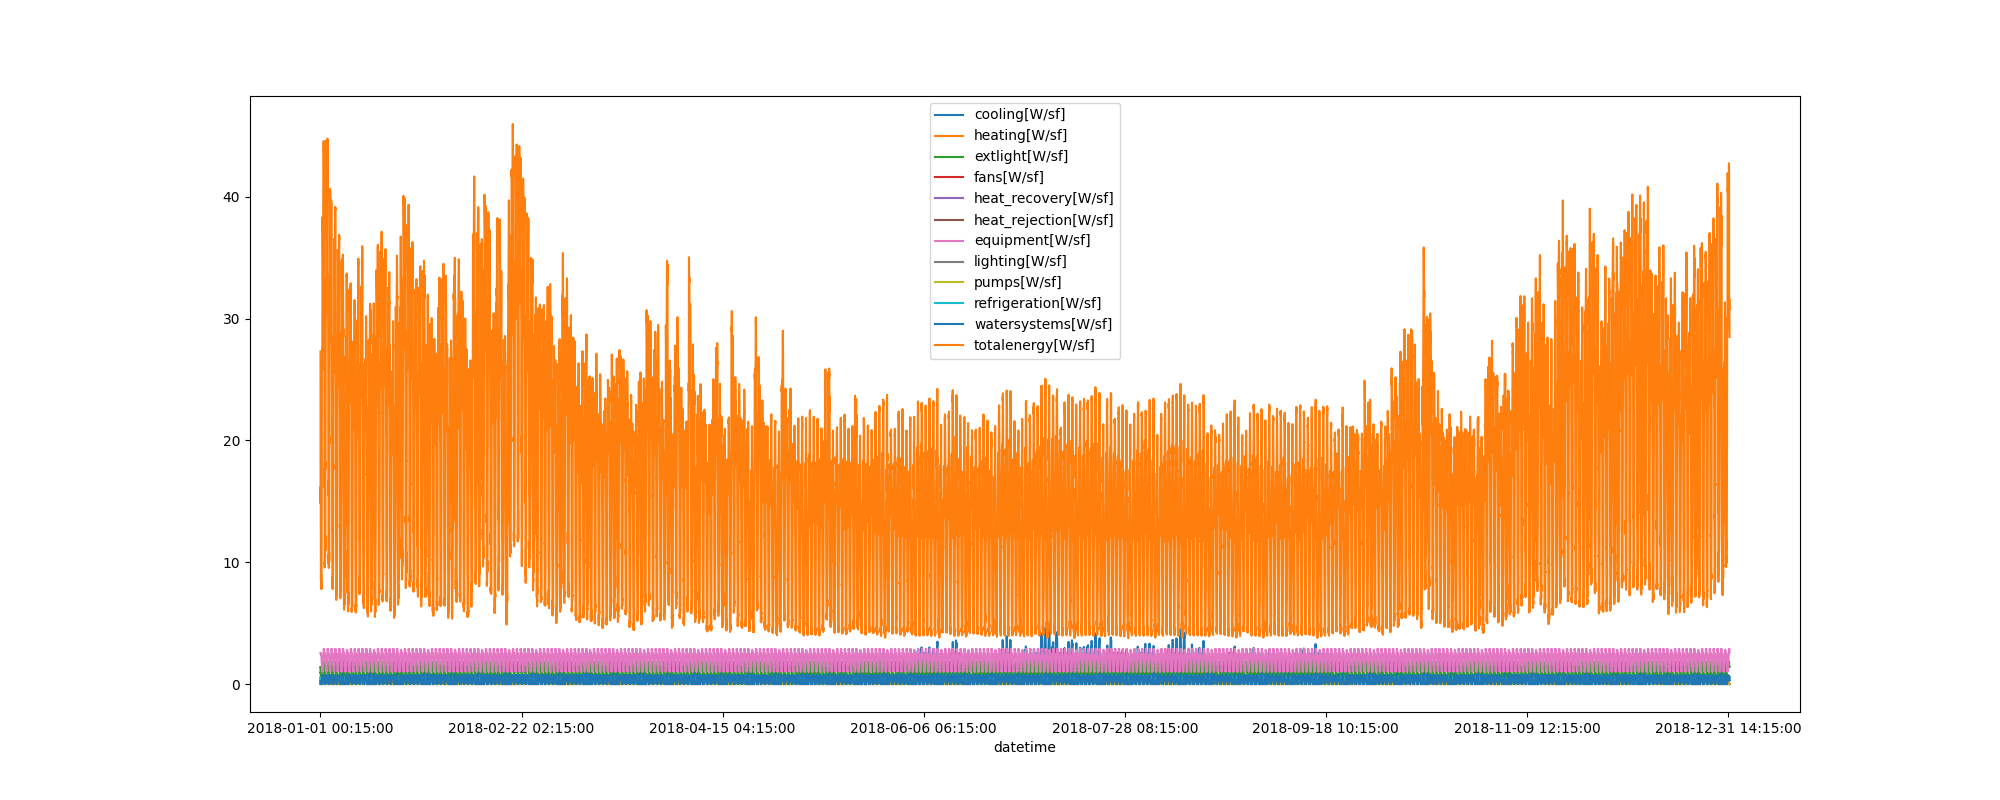 cooling[W/sf]
heating[W/sf]
extlight[W/sf]
fans[W/sf]
heat_recovery[W/sf]
heat_rejection[W/sf]
equipment[W/sf]
lighting[W/sf]
pumps[W/sf]
refrigeration[W/sf]
watersystems[W/sf]
totalenergy[W/sf]
40
30
20
10
0
2018-01-01 00:15:00 2018-02-22 02:15:00 2018-04-15 04:15:00 2018-06-06 06:15:00 2018-07-28 08:15:00 2018-09-18 10:15:00 2018-11-09 12:15:00 2018-12-31 14:15:00
datetime